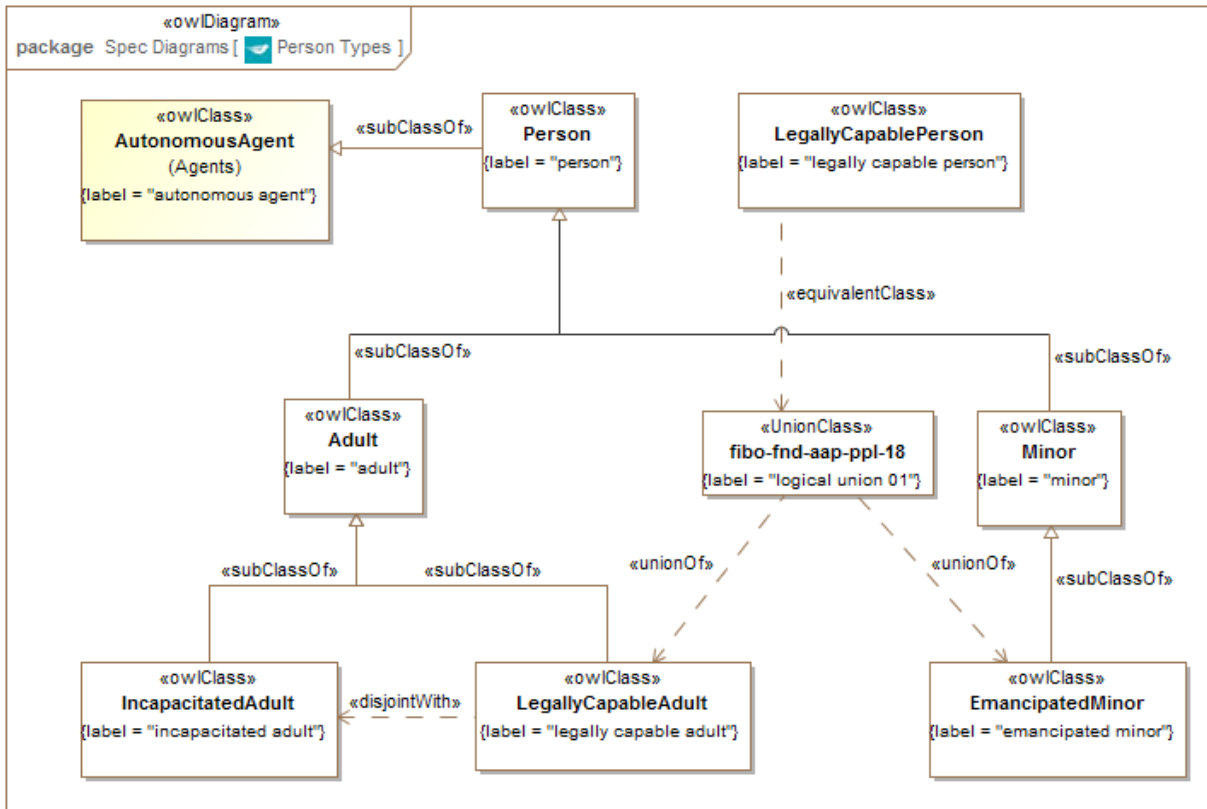 «owlDiagram»
package Spec Diagrams [ Person Types ]
«owlClass»
AutonomousAgent
(Agents)
{label = "autonomous agent"}
«subClassOf»
«owlClass»
Person
{label = "person"}
«owlClass»
LegallyCapablePerson
{label = "legally capable person"}
«equivalentClass»
«subClassOf»
«subClassOf»
«owlClass»
Adult
{label = "adult"}
«UnionClass»
fibo-fnd-aap-ppl-18
{label = "logical union 01"}
«owlClass»
Minor
{label = "minor"}
«subClassOf»
«subClassOf»
«unionOf»
«unionOf»
«subClassOf»
«owlClass»
IncapacitatedAdult
{label = "incapacitated adult"}
«disjointWith»
«owlClass»
LegallyCapableAdult
{label = "legally capable adult"}
«owlClass»
EmancipatedMinor
{label = "emancipated minor"}